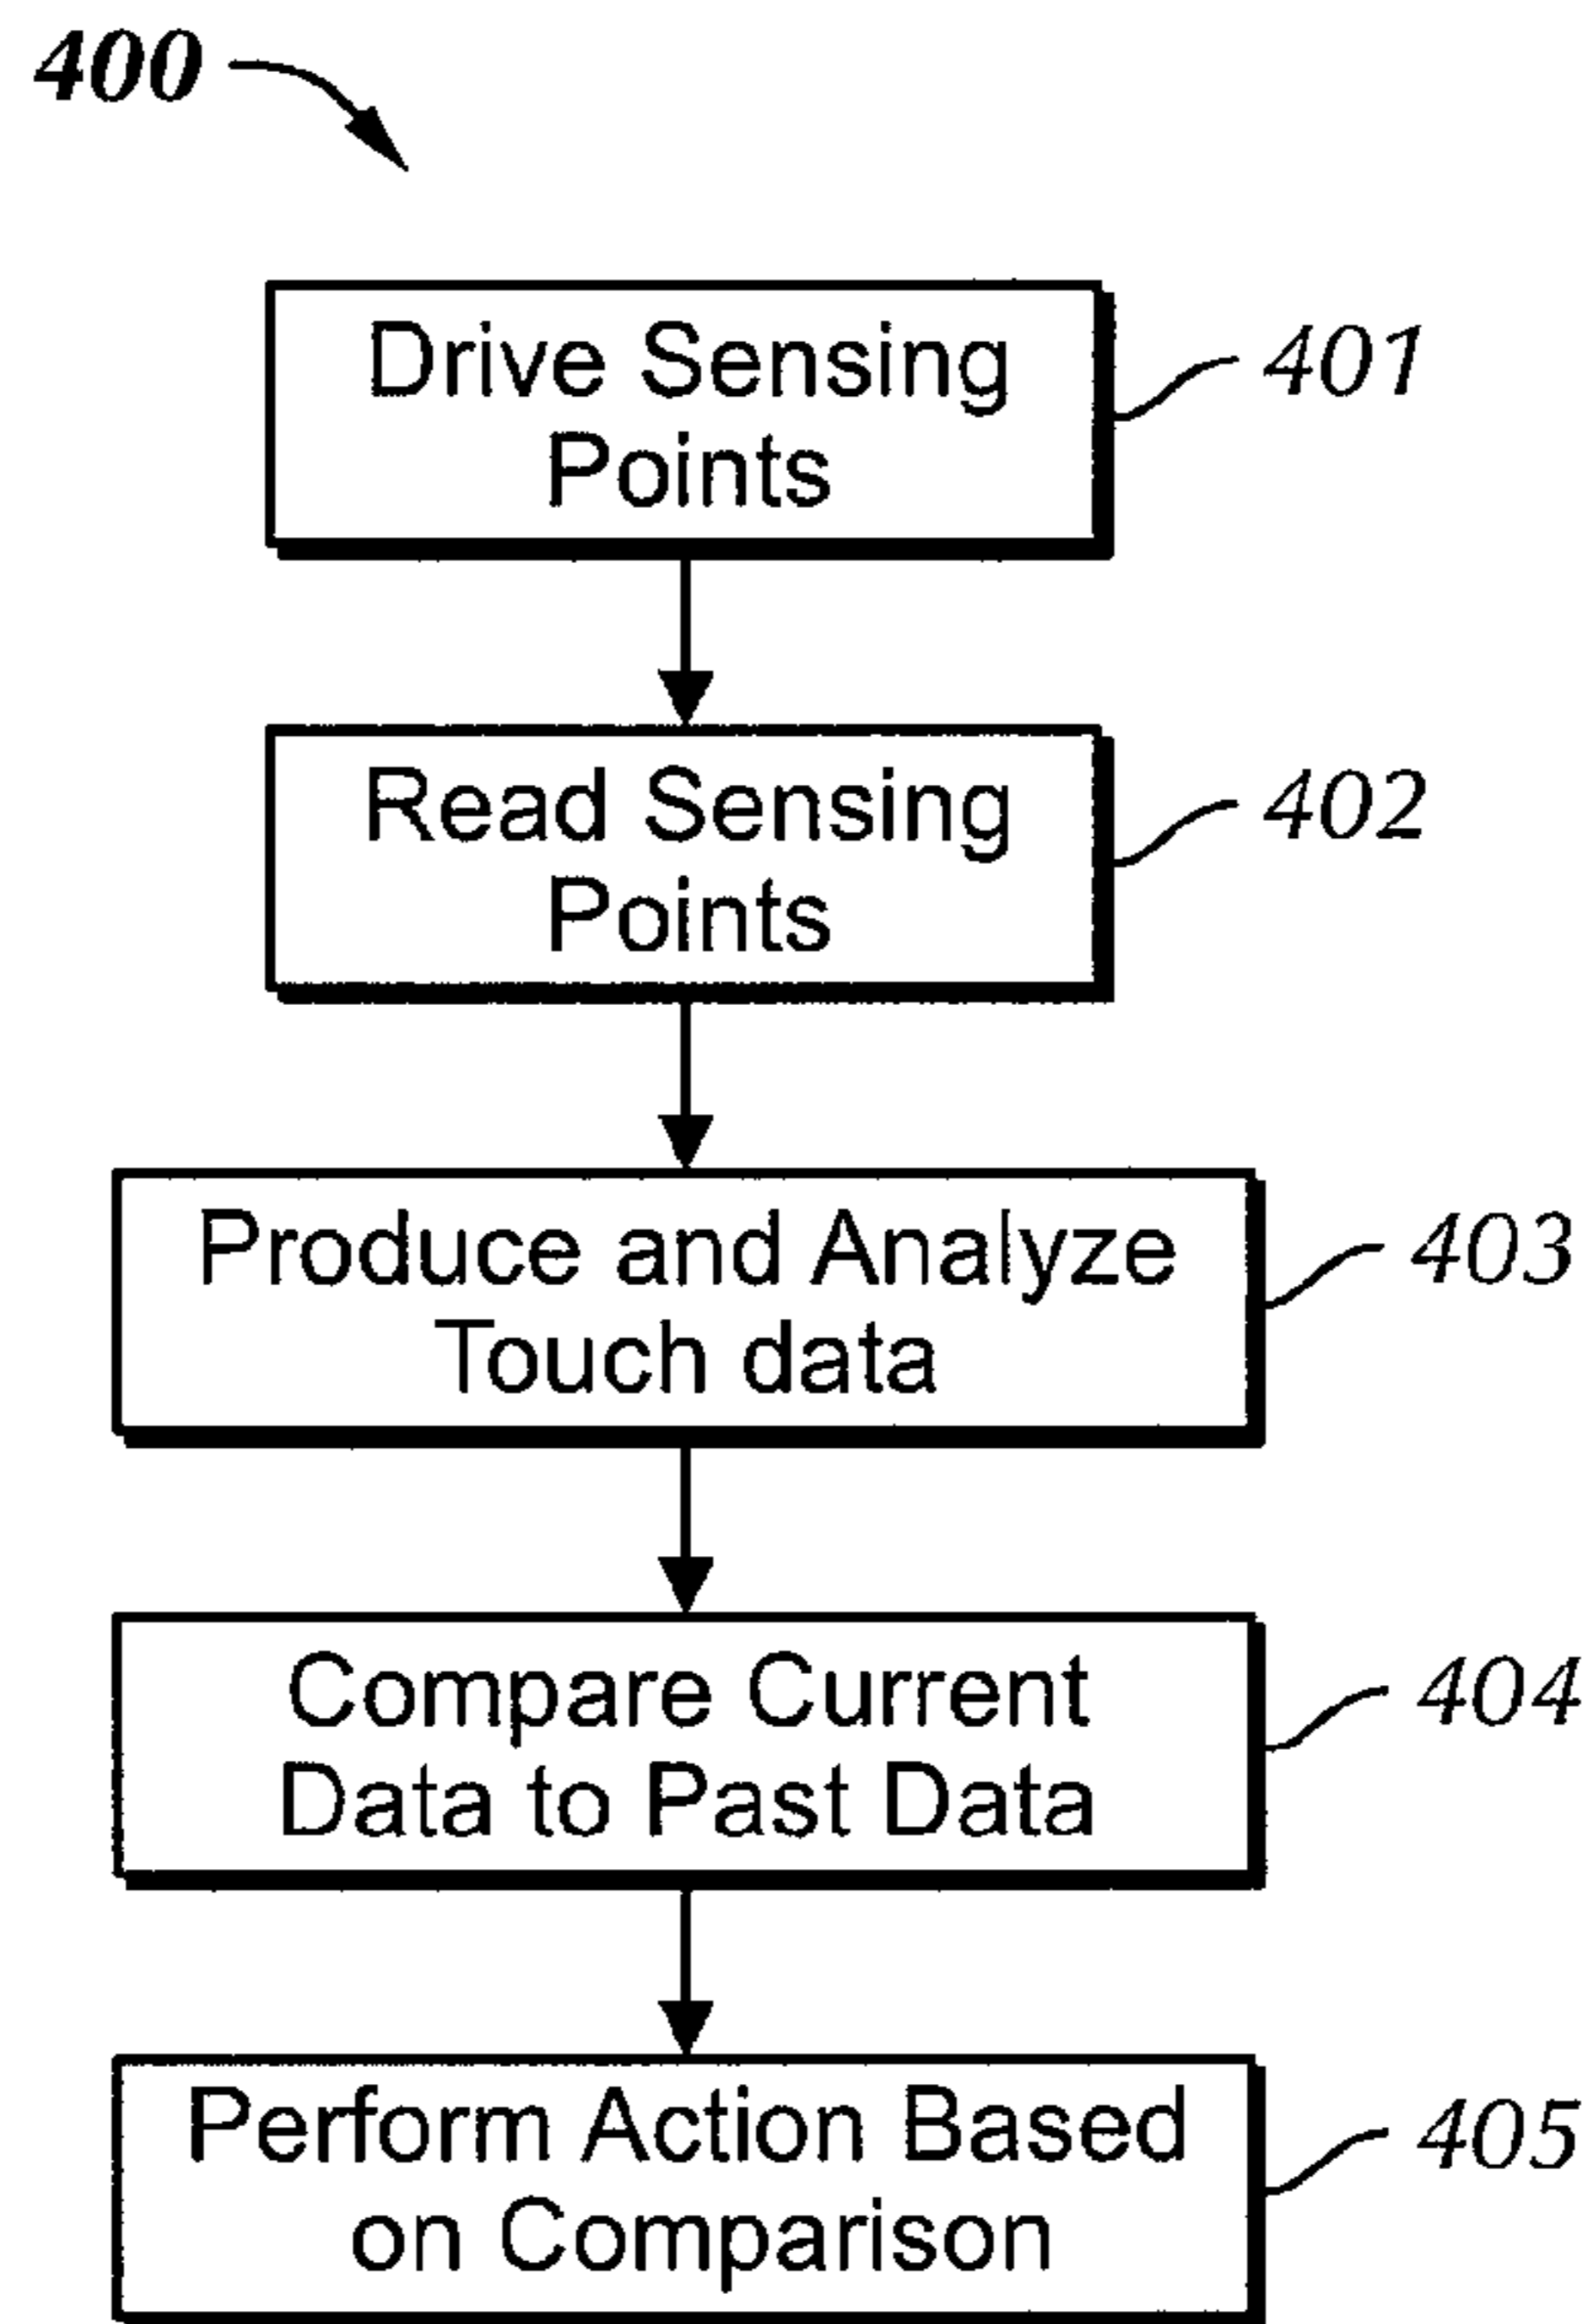 400
Drive Sensing
Points
401
Read Sensing
Points
402
Produce and Analyze
Touch data
403
Compare Current
Data to Past Data
404
Perform Action Based
on Comparison
405